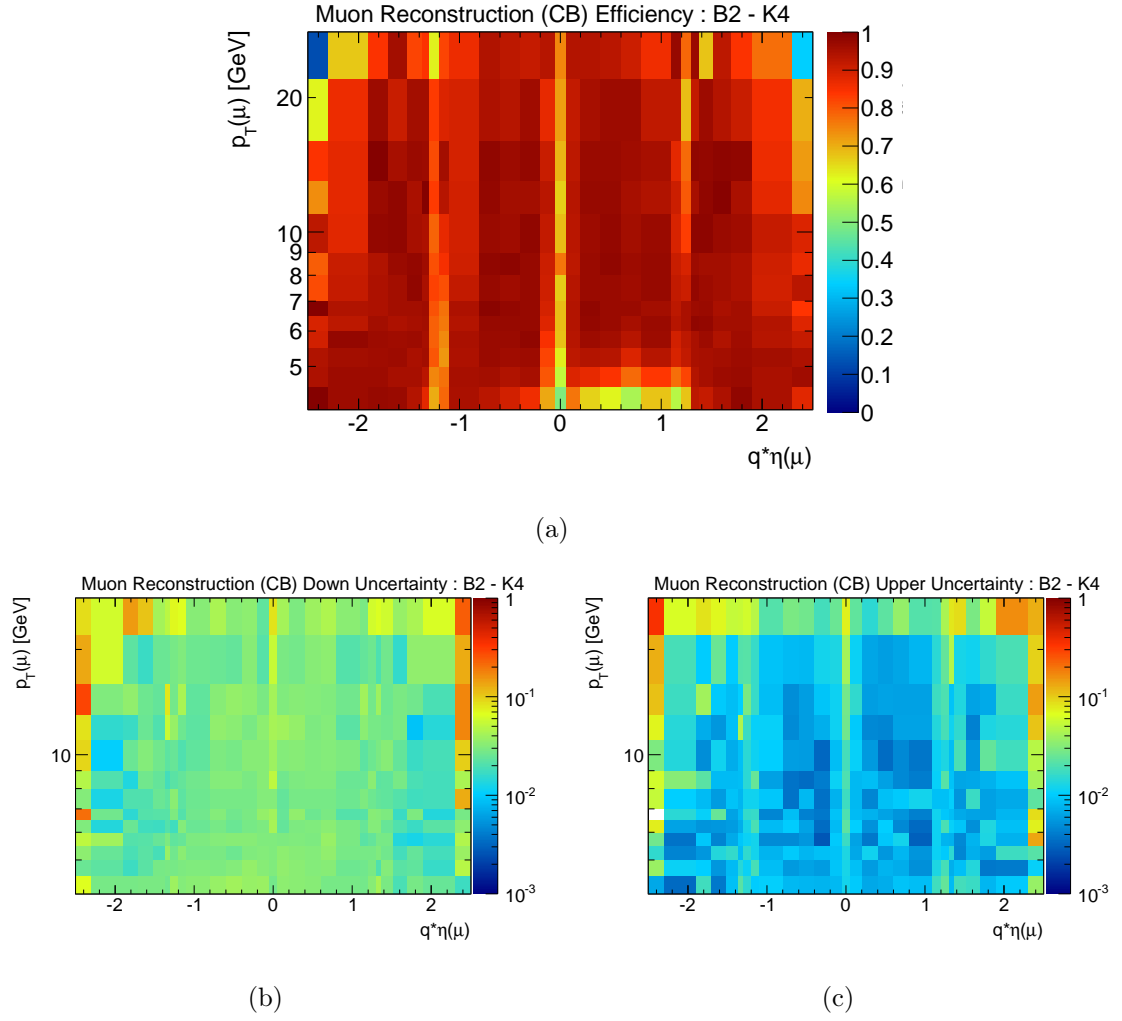 Muon Reconstruction (CB) Efficiency : B2 - K4
p_T(μ) [GeV]
20
10
9
8
7
6
5
-2 -1 0 1 2
q*η(μ)
1
0.9
0.8
0.7
0.6
0.5
0.4
0.3
0.2
0.1
0
(a)
Muon Reconstruction (CB) Down Uncertainty : B2 - K4
p_T(μ) [GeV]
10
-2 -1 0 1 2
q*η(μ)
1
10^-1
10^-2
10^-3
(b)
Muon Reconstruction (CB) Upper Uncertainty : B2 - K4
p_T(μ) [GeV]
10
-2 -1 0 1 2
q*η(μ)
1
10^-1
10^-2
10^-3
(c)